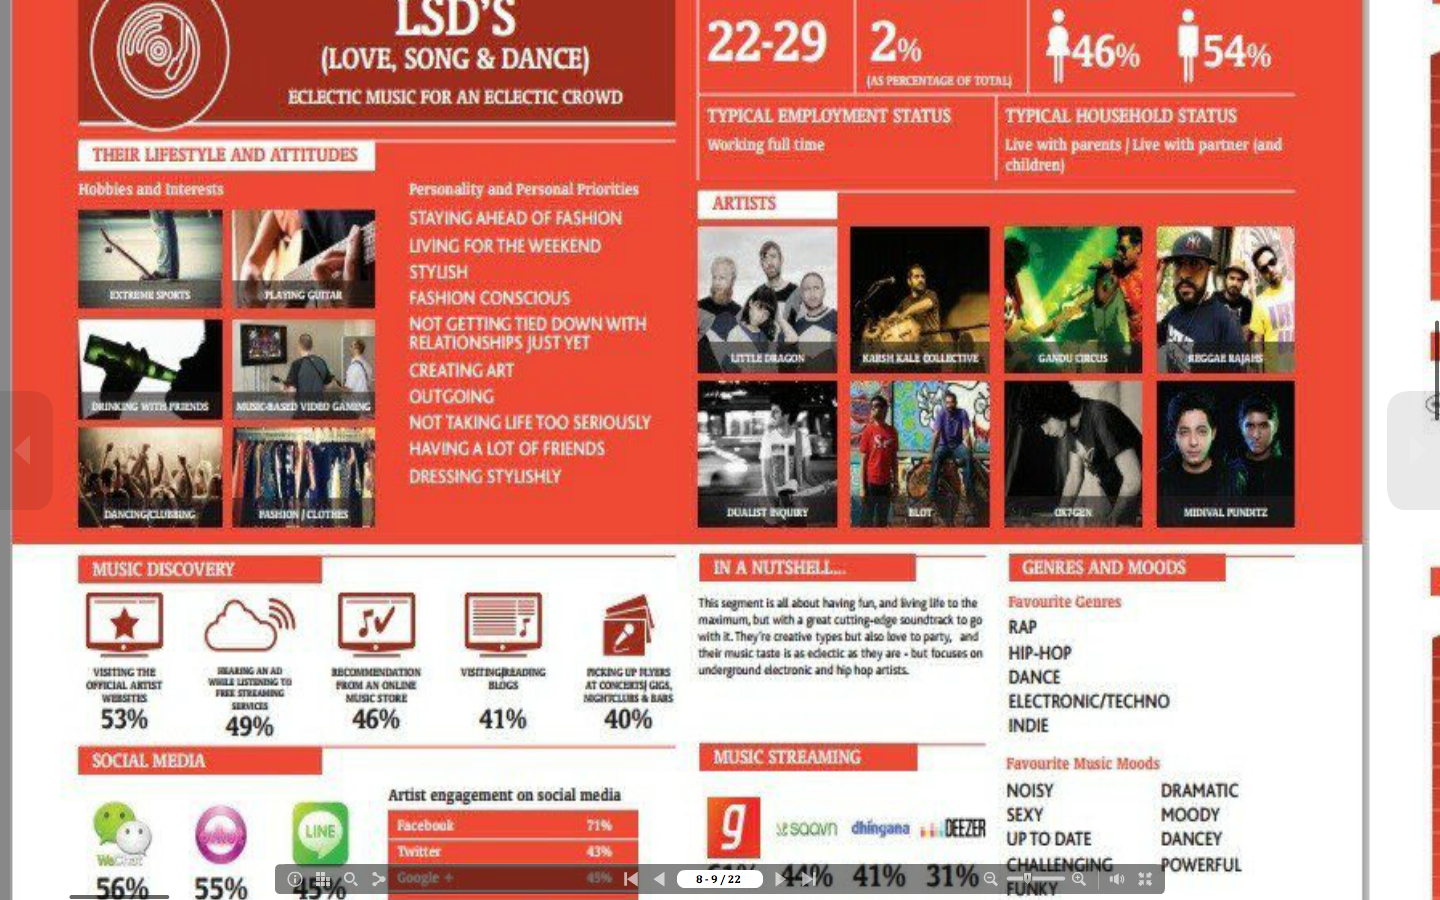 LSD'S
(LOVE, SONG & DANCE)
ECLECTIC MUSIC FOR AN ECLECTIC CROWD
22-29
2%
(AS PERCENTAGE OF TOTAL)
46%
54%
TYPICAL EMPLOYMENT STATUS
Working full time
TYPICAL HOUSEHOLD STATUS
Live with parents / Live with partner (and
children)
THEIR LIFESTYLE AND ATTITUDES
Hobbies and Interests
EXTREME SPORTS
PLAYING GUITAR
DRINKING WITH FRIENDS
MUSIC-BASED VIDEO GAMING
DANCING/CLUBBING
FASHION / CLOTHES
Personality and Personal Priorities
STAYING AHEAD OF FASHION
LIVING FOR THE WEEKEND
STYLISH
FASHION CONSCIOUS
NOT GETTING TIED DOWN WITH
RELATIONSHIPS JUST YET
CREATING ART
OUTGOING
NOT TAKING LIFE TOO SERIOUSLY
HAVING A LOT OF FRIENDS
DRESSING STYLISHLY
ARTISTS
LITTLE DRAGON
KARSH KALE COLLECTIVE
GANDU CIRCUS
REGGAE RAJAHS
DUALIST INQUIRY
BLOT
OX7GEN
MIDIVAL PUNDITZ
MUSIC DISCOVERY
VISITING THE
OFFICIAL ARTIST
WEBSITES
53%
HEARING AN AD
WHILE LISTENING TO
FREE STREAMING
SERVICES
49%
RECOMMENDATION
FROM AN ONLINE
MUSIC STORE
46%
VISITING/READING
BLOGS
41%
PICKING UP FLYERS
AT CONCERTS/ GIGS,
NIGHTCLUBS & BARS
40%
IN A NUTSHELL...
This segment is all about having fun, and living life to the
maximum, but with a great cutting-edge soundtrack to go
with it. They're creative types but also love to party, and
their music taste is as eclectic as they are - but focuses on
underground electronic and hip hop artists.
GENRES AND MOODS
Favourite Genres
RAP
HIP-HOP
DANCE
ELECTRONIC/TECHNO
INDIE
Favourite Music Moods
NOISY
SEXY
UP TO DATE
CHALLENGING
FUNKY
DRAMATIC
MOODY
DANCEY
POWERFUL
SOCIAL MEDIA
WeChat
LINE
56%
55%
45%
Artist engagement on social media
Facebook 71%
Twitter 43%
Google + 45%
MUSIC STREAMING
g
saavn
dhingana
DEEZER
44%
41%
31%
8-9 / 22